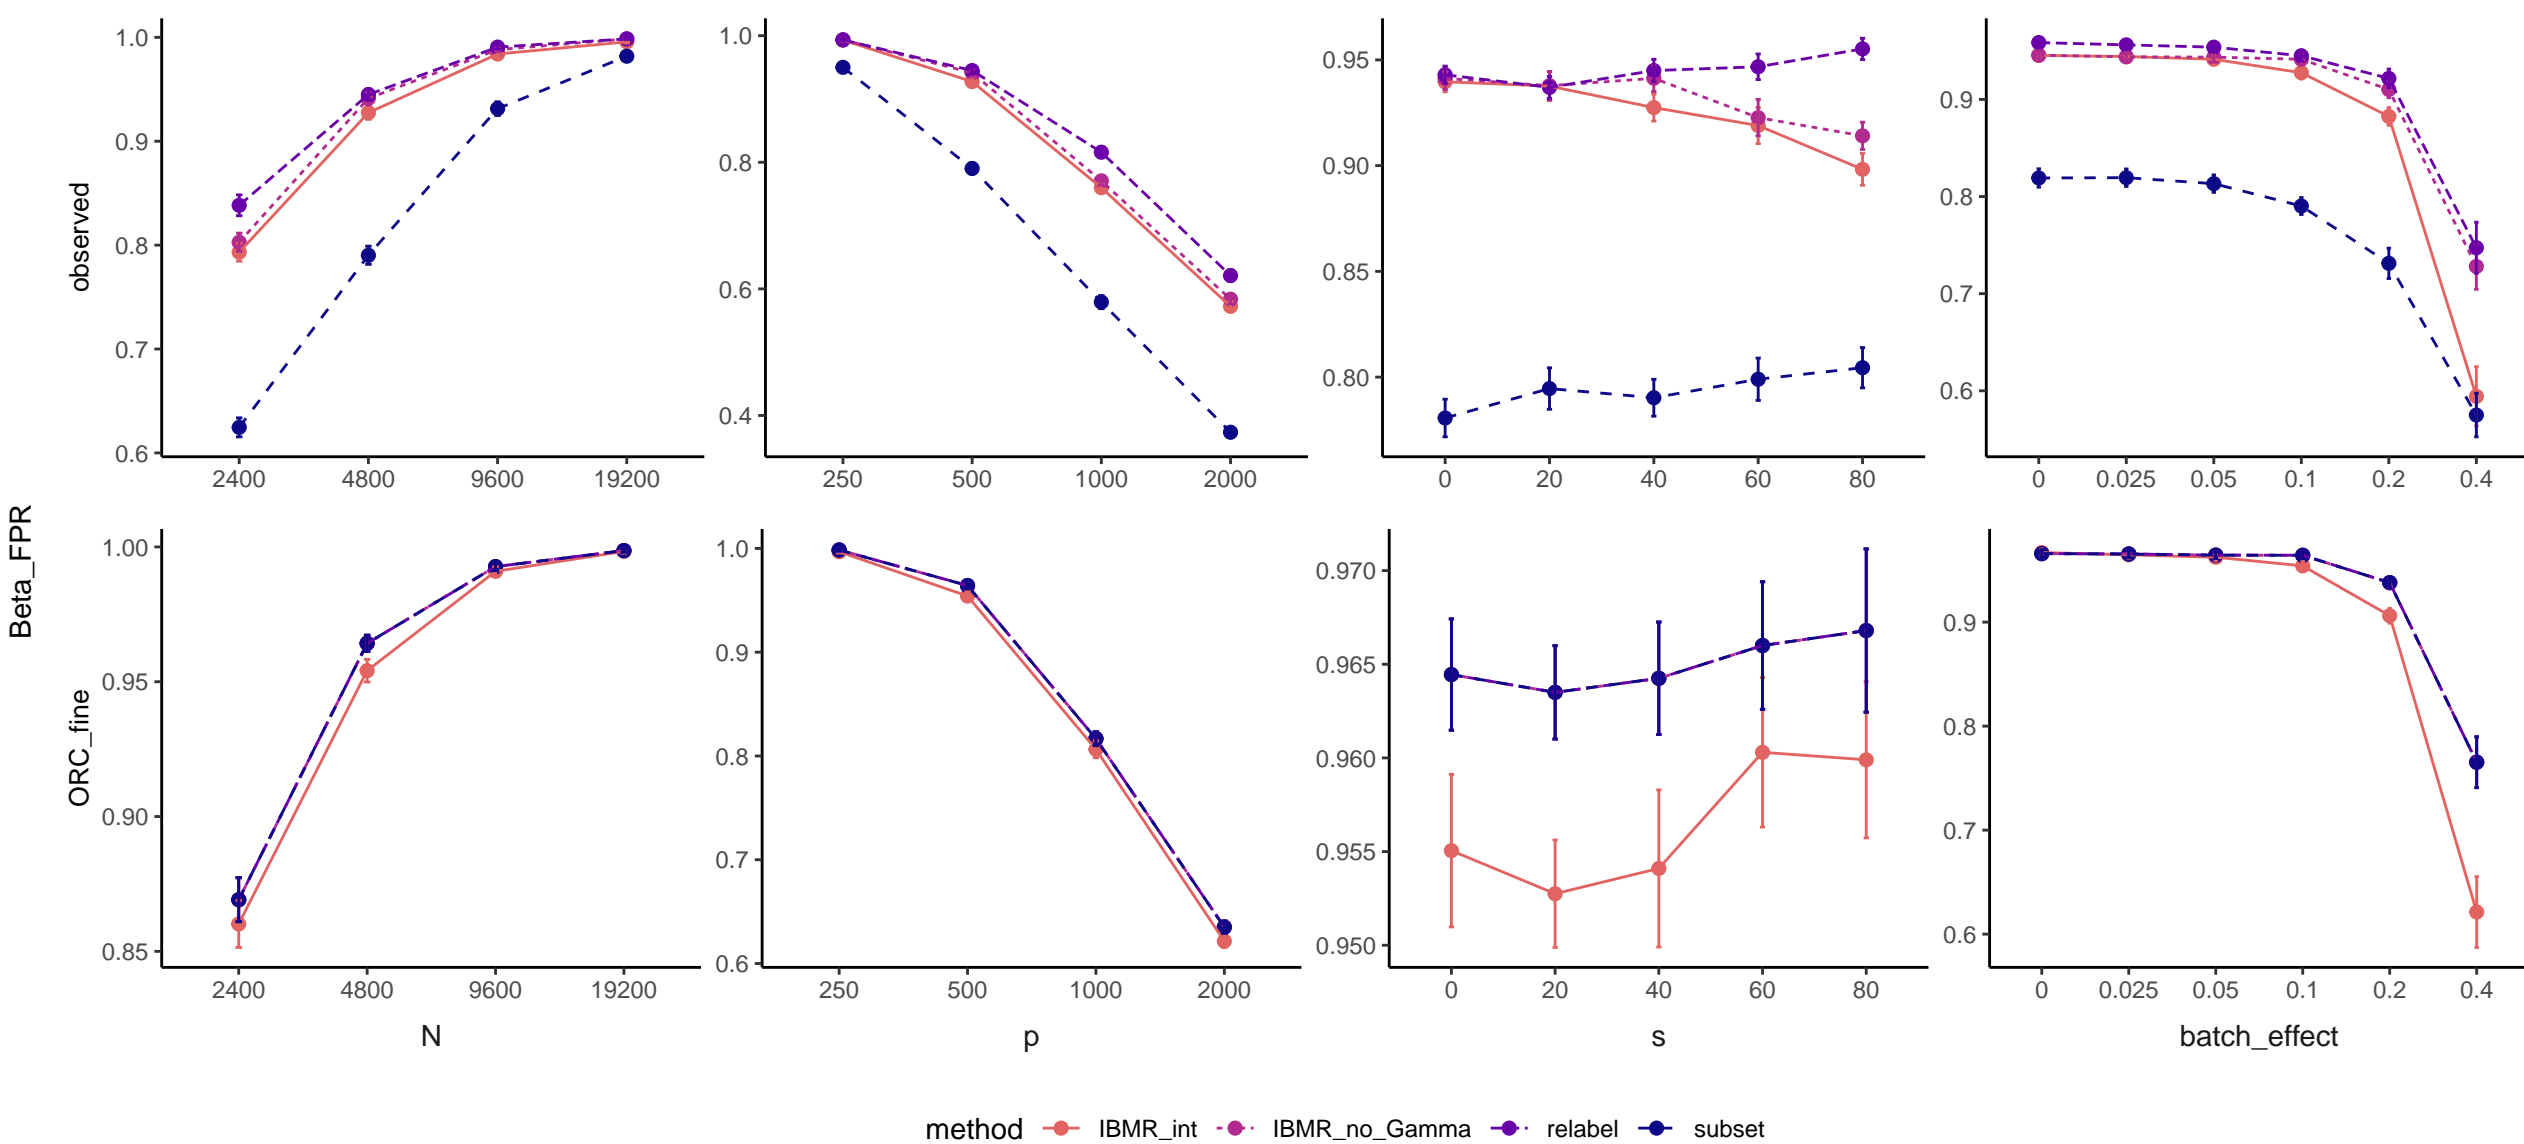 Beta_FPR
observed
1.0
0.9
0.8
0.7
0.6
2400 4800 9600 19200
1.0
0.8
0.6
0.4
250 500 1000 2000
0.95
0.90
0.85
0.80
0 20 40 60 80
0.9
0.8
0.7
0.6
0 0.025 0.05 0.1 0.2 0.4
ORC_fine
1.00
0.95
0.90
0.85
2400 4800 9600 19200
N
1.0
0.9
0.8
0.7
0.6
250 500 1000 2000
p
0.970
0.965
0.960
0.955
0.950
0 20 40 60 80
s
0.9
0.8
0.7
0.6
0 0.025 0.05 0.1 0.2 0.4
batch_effect
method IBMR_int IBMR_no_Gamma relabel subset